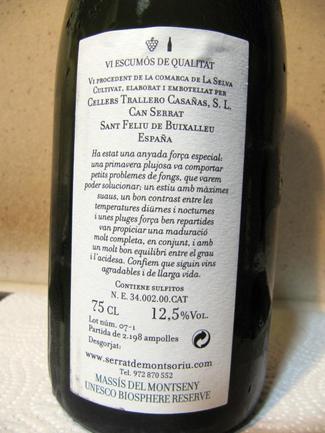 VI ESCUMÓS DE QUALITAT
VI PROCEDENT DE LA COMARCA DE LA SELVA
CULTIVAT, ELABORAT I EMBOTELLAT PER
CELLERS TRALLERO CASAÑAS, S. L.
CAN SERRAT
SANT FELIU DE BUIXALLEU
ESPAÑA
Ha estat una anyada força especial:
una primavera plujosa va comportar
petits problemes de fongs, que varem
poder solucionar; un estiu amb màximes
suaus, un bon contrast entre les
temperatures diürnes i nocturnes
i unes pluges força ben repartides
van propiciar una maduració
molt completa, en conjunt, i amb
un molt bon equilibri entre el grau
i l'acidesa. Confiem que siguin vins
agradables i de llarga vida.
CONTIENE SULFITOS
N. E. 34.002.00.CAT
75 CL 12,5%VOL.
Lot núm. 07-1
Partida de 2.198 ampolles
Desgorjat:
www.serratdemontsoriu.com
Tel. 972 870 552
MASSÍS DEL MONTSENY
UNESCO BIOSPHERE RESERVE